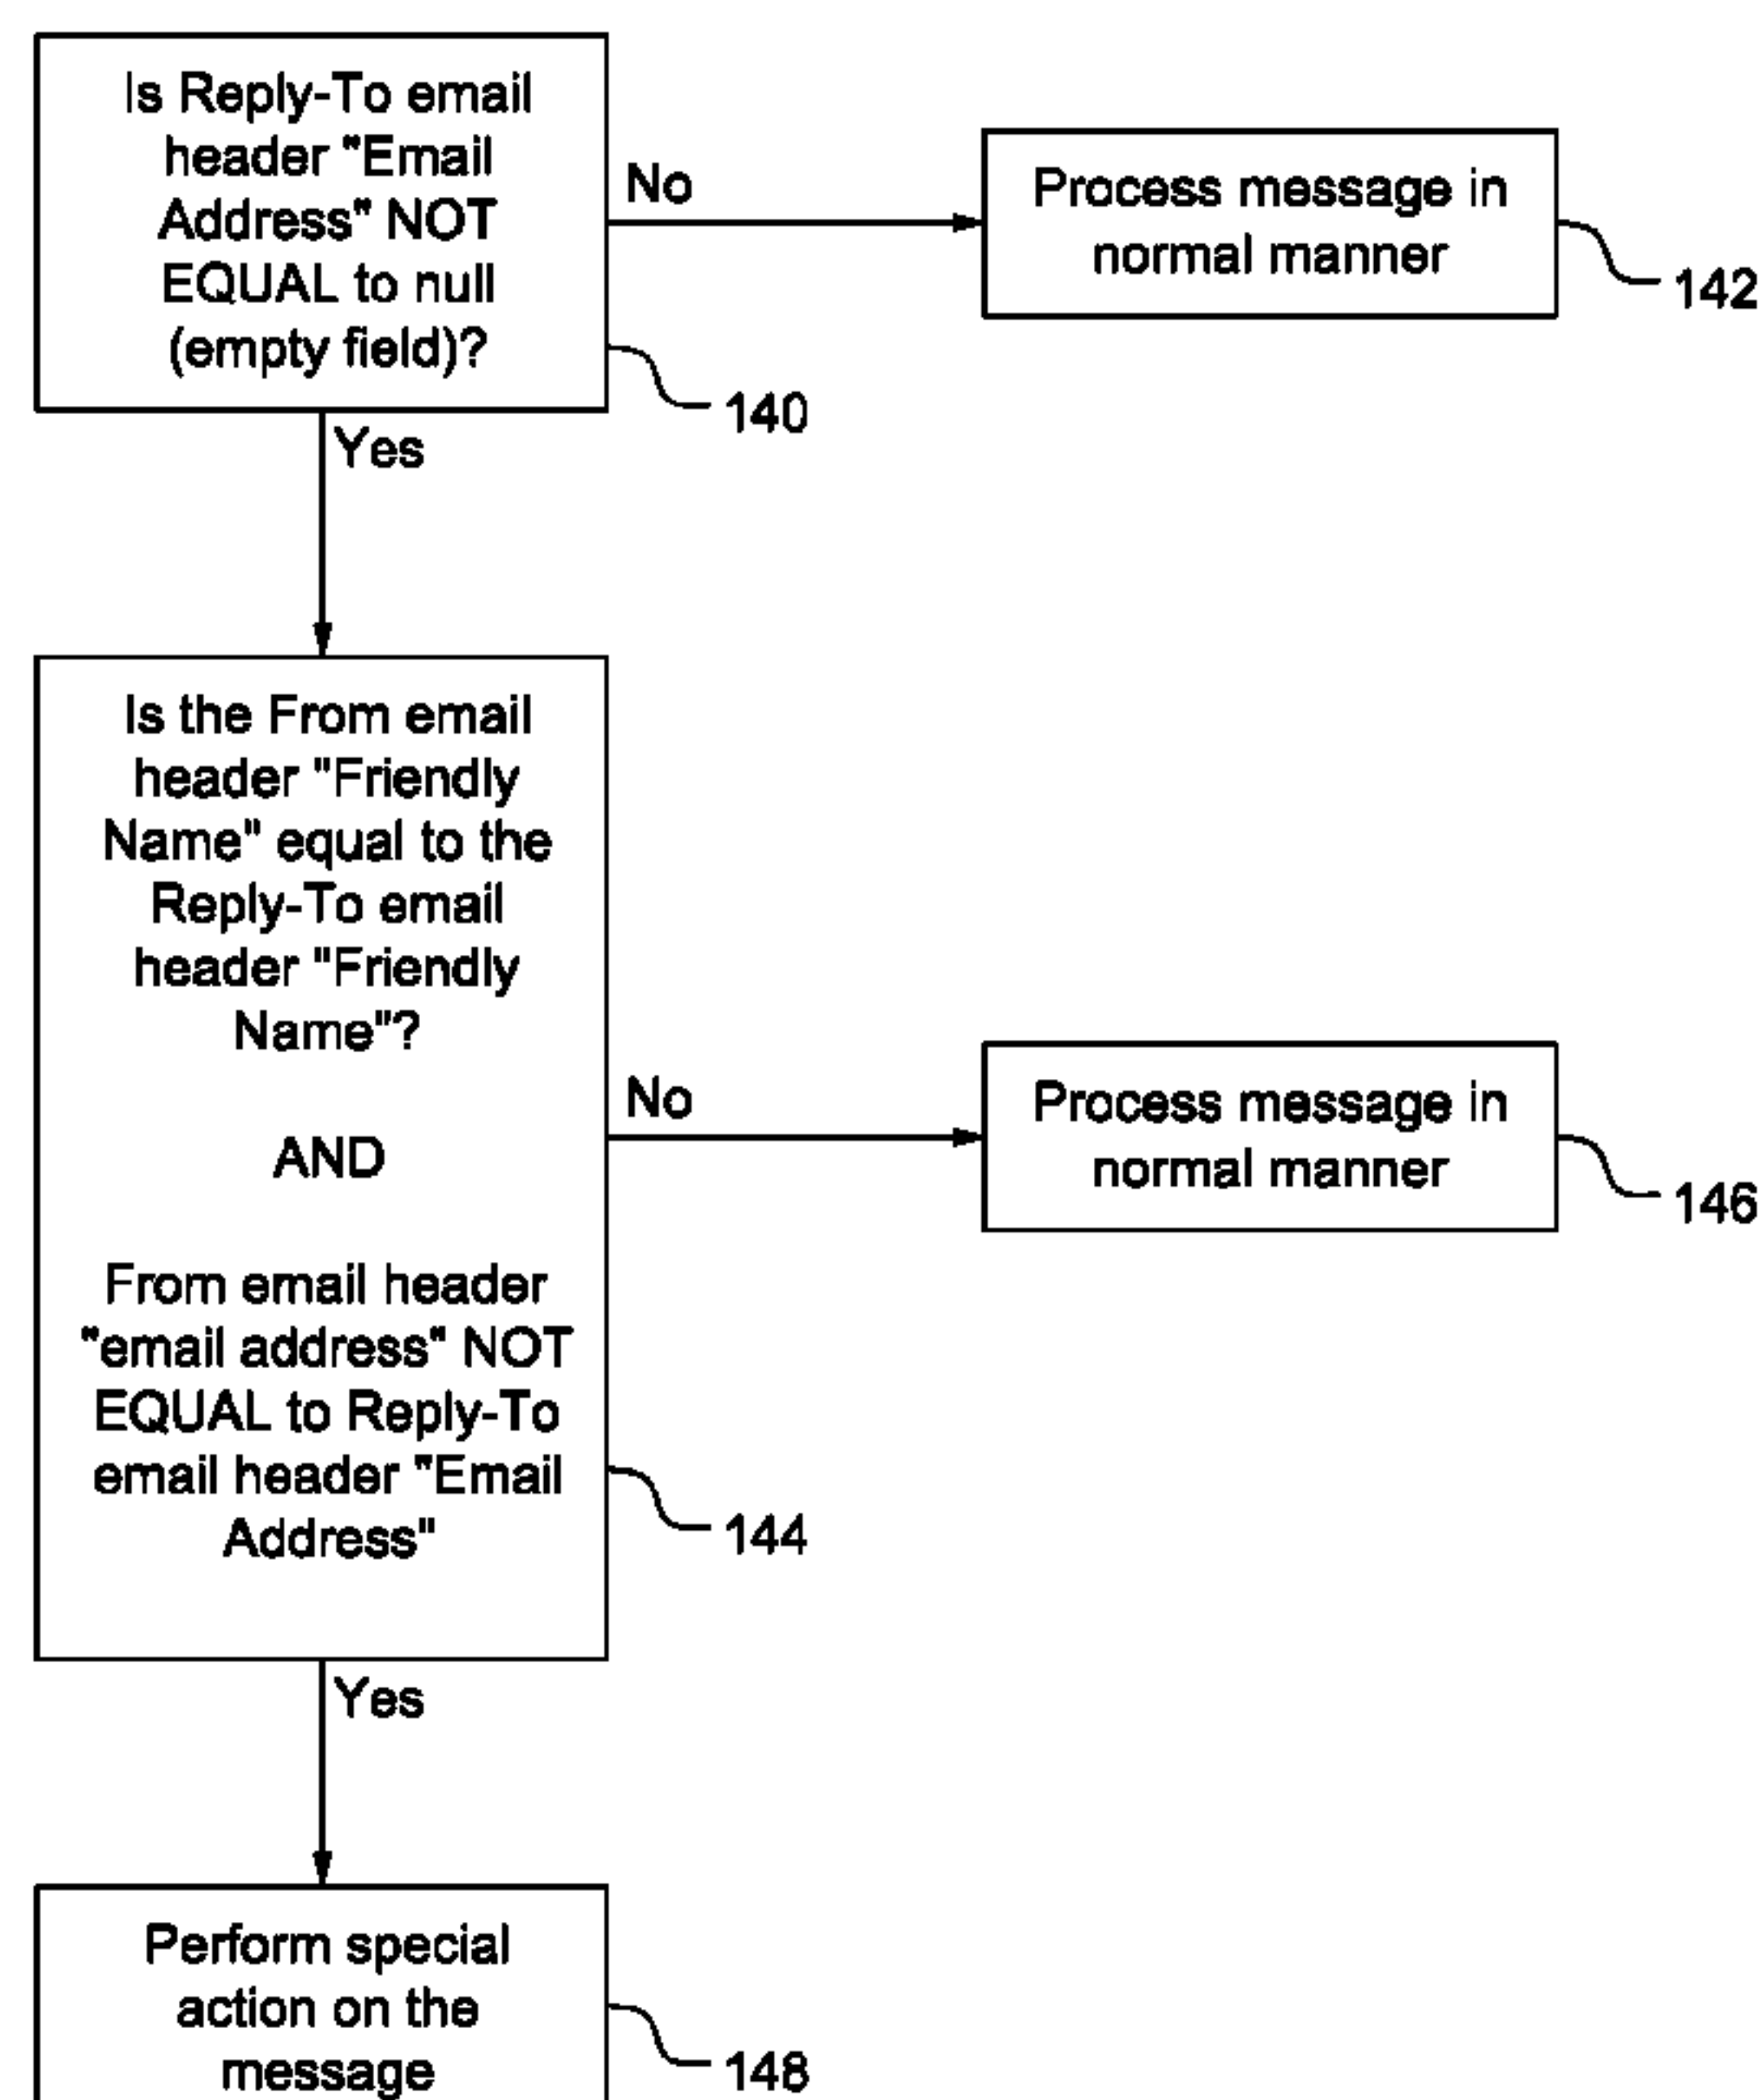 Is Reply-To email
header "Email
Address" NOT
EQUAL to null
(empty field)?
No
Process message in
normal manner
142
140
Yes
Is the From email
header "Friendly
Name" equal to the
Reply-To email
header "Friendly
Name"?
AND
From email header
"email address" NOT
EQUAL to Reply-To
email header "Email
Address"
No
Process message in
normal manner
146
144
Yes
Perform special
action on the
message
148